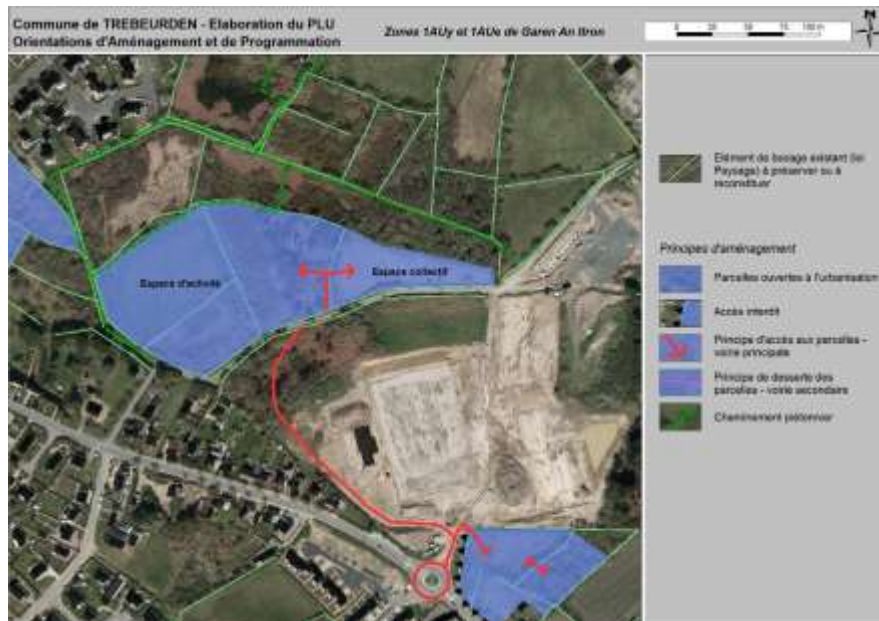 Commune de TREBEURDEN - Elaboration du PLU
Orientations d'Aménagement et de Programmation
Zones 1AUy et 1AUe de Garen An Itron
N
Elément de bocage existant (loi
Paysage) à préserver ou à
reconstituer
Principes d'aménagement
Parcelles ouvertes à l'urbanisation
Accès interdit
Principe d'accès aux parcelles -
voirie principale
Principe de desserte des
parcelles - voirie secondaire
Cheminement piétonnier
Espace d'activité
Espace collectif